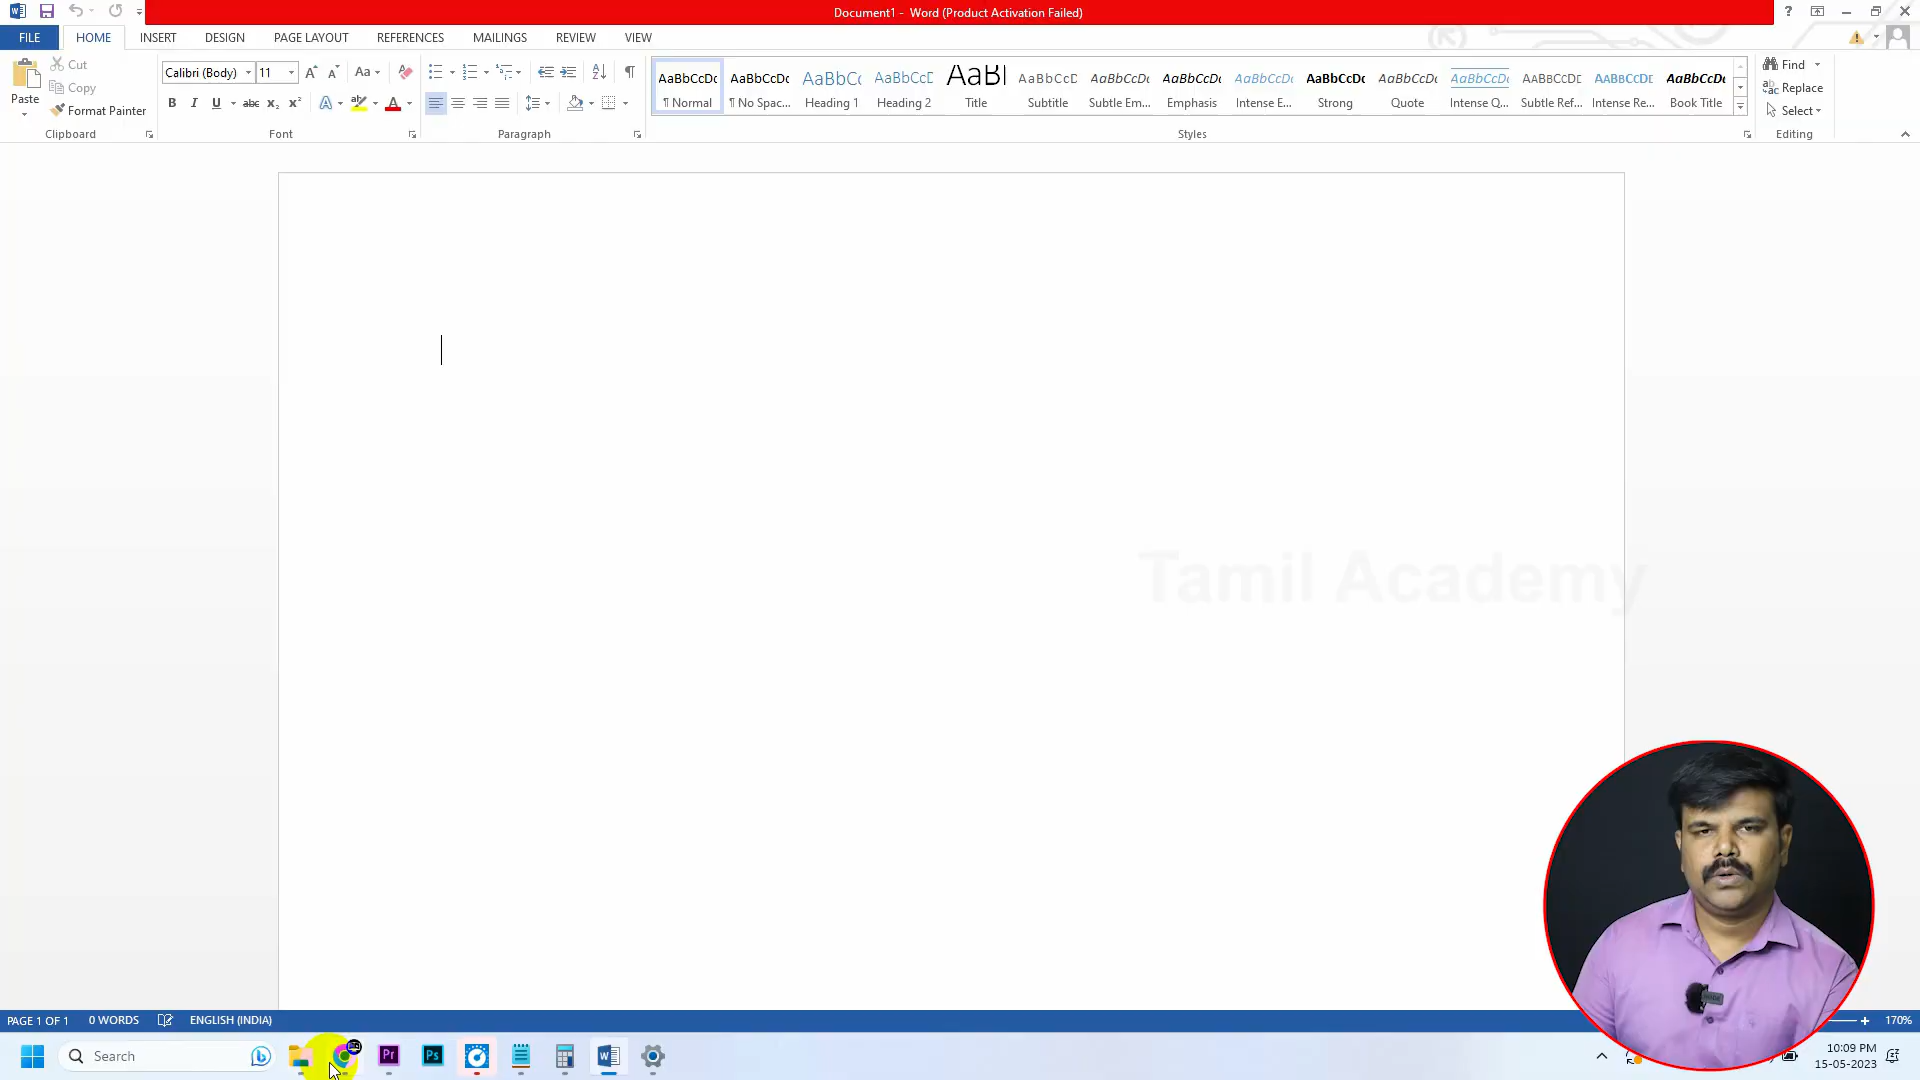 Document1 - Word (Product Activation Failed)
FILE HOME INSERT DESIGN PAGE LAYOUT REFERENCES MAILINGS REVIEW VIEW
Paste
Cut
Copy
Format Painter
Clipboard
Calibri (Body) 11
Font
Paragraph
AaBbCcDc AaBbCcDc AaBbCc AaBbCcD AaBl AaBbCcD AaBbCcDc AaBbCcDc AaBbCcDc AaBbCcDc AaBbCcDc AaBbCcDc AABBCCDE AABBCCDE AaBbCcDc
¶ Normal ¶ No Spac... Heading 1 Heading 2 Title Subtitle Subtle Em... Emphasis Intense E... Strong Quote Intense Q... Subtle Ref... Intense Re... Book Title
Styles
Find
Replace
Select
Editing
Tamil Academy
PAGE 1 OF 1 0 WORDS ENGLISH (INDIA)
170%
Search
Pr Ps
10:09 PM
15-05-2023